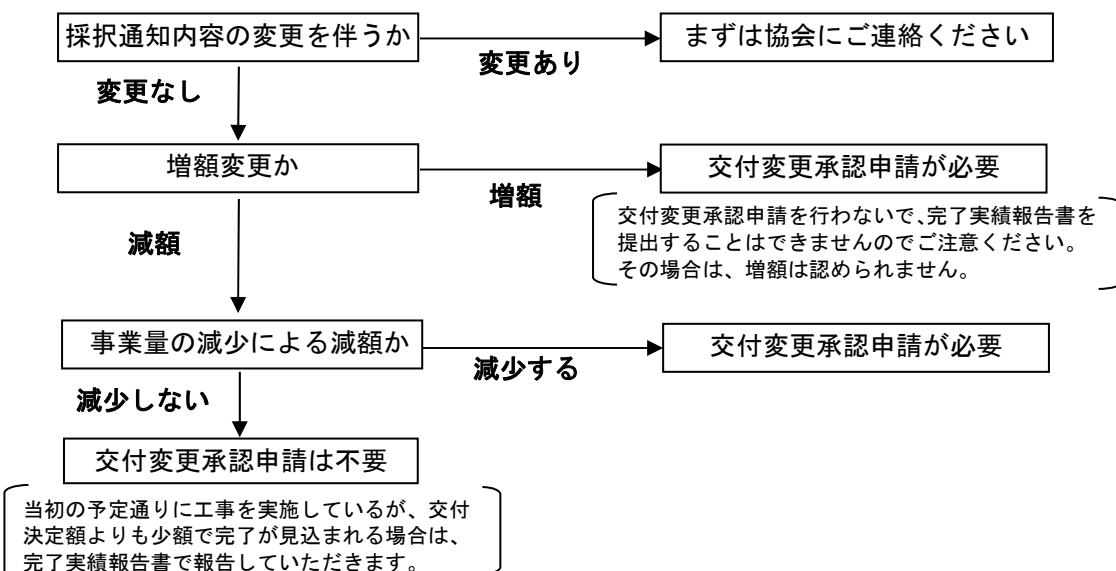 採択通知内容の変更を伴うか
変更あり
まずは協会にご連絡ください
変更なし
増額変更か
増額
交付変更承認申請が必要
交付変更承認申請を行わないで、完了実績報告書を
提出することはできませんのでご注意ください。
その場合は、増額は認められません。
減額
事業量の減少による減額か
減少する
交付変更承認申請が必要
減少しない
交付変更承認申請は不要
当初の予定通りに工事を実施しているが、交付
決定額よりも少額で完了が見込まれる場合は、
完了実績報告書で報告していただきます。